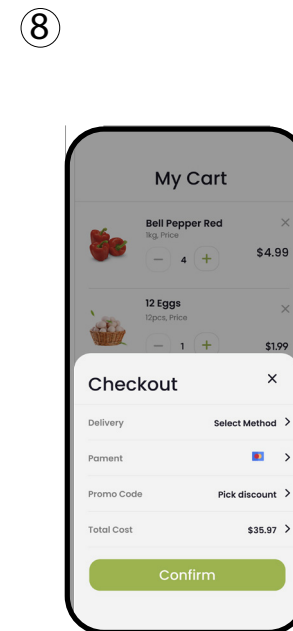 8
My Cart
Bell Pepper Red
1kg, Price
4
$4.99
12 Eggs
12pcs, Price
1
$1.99
Checkout
Delivery Select Method
Pament
Promo Code Pick discount
Total Cost $35.97
Confirm